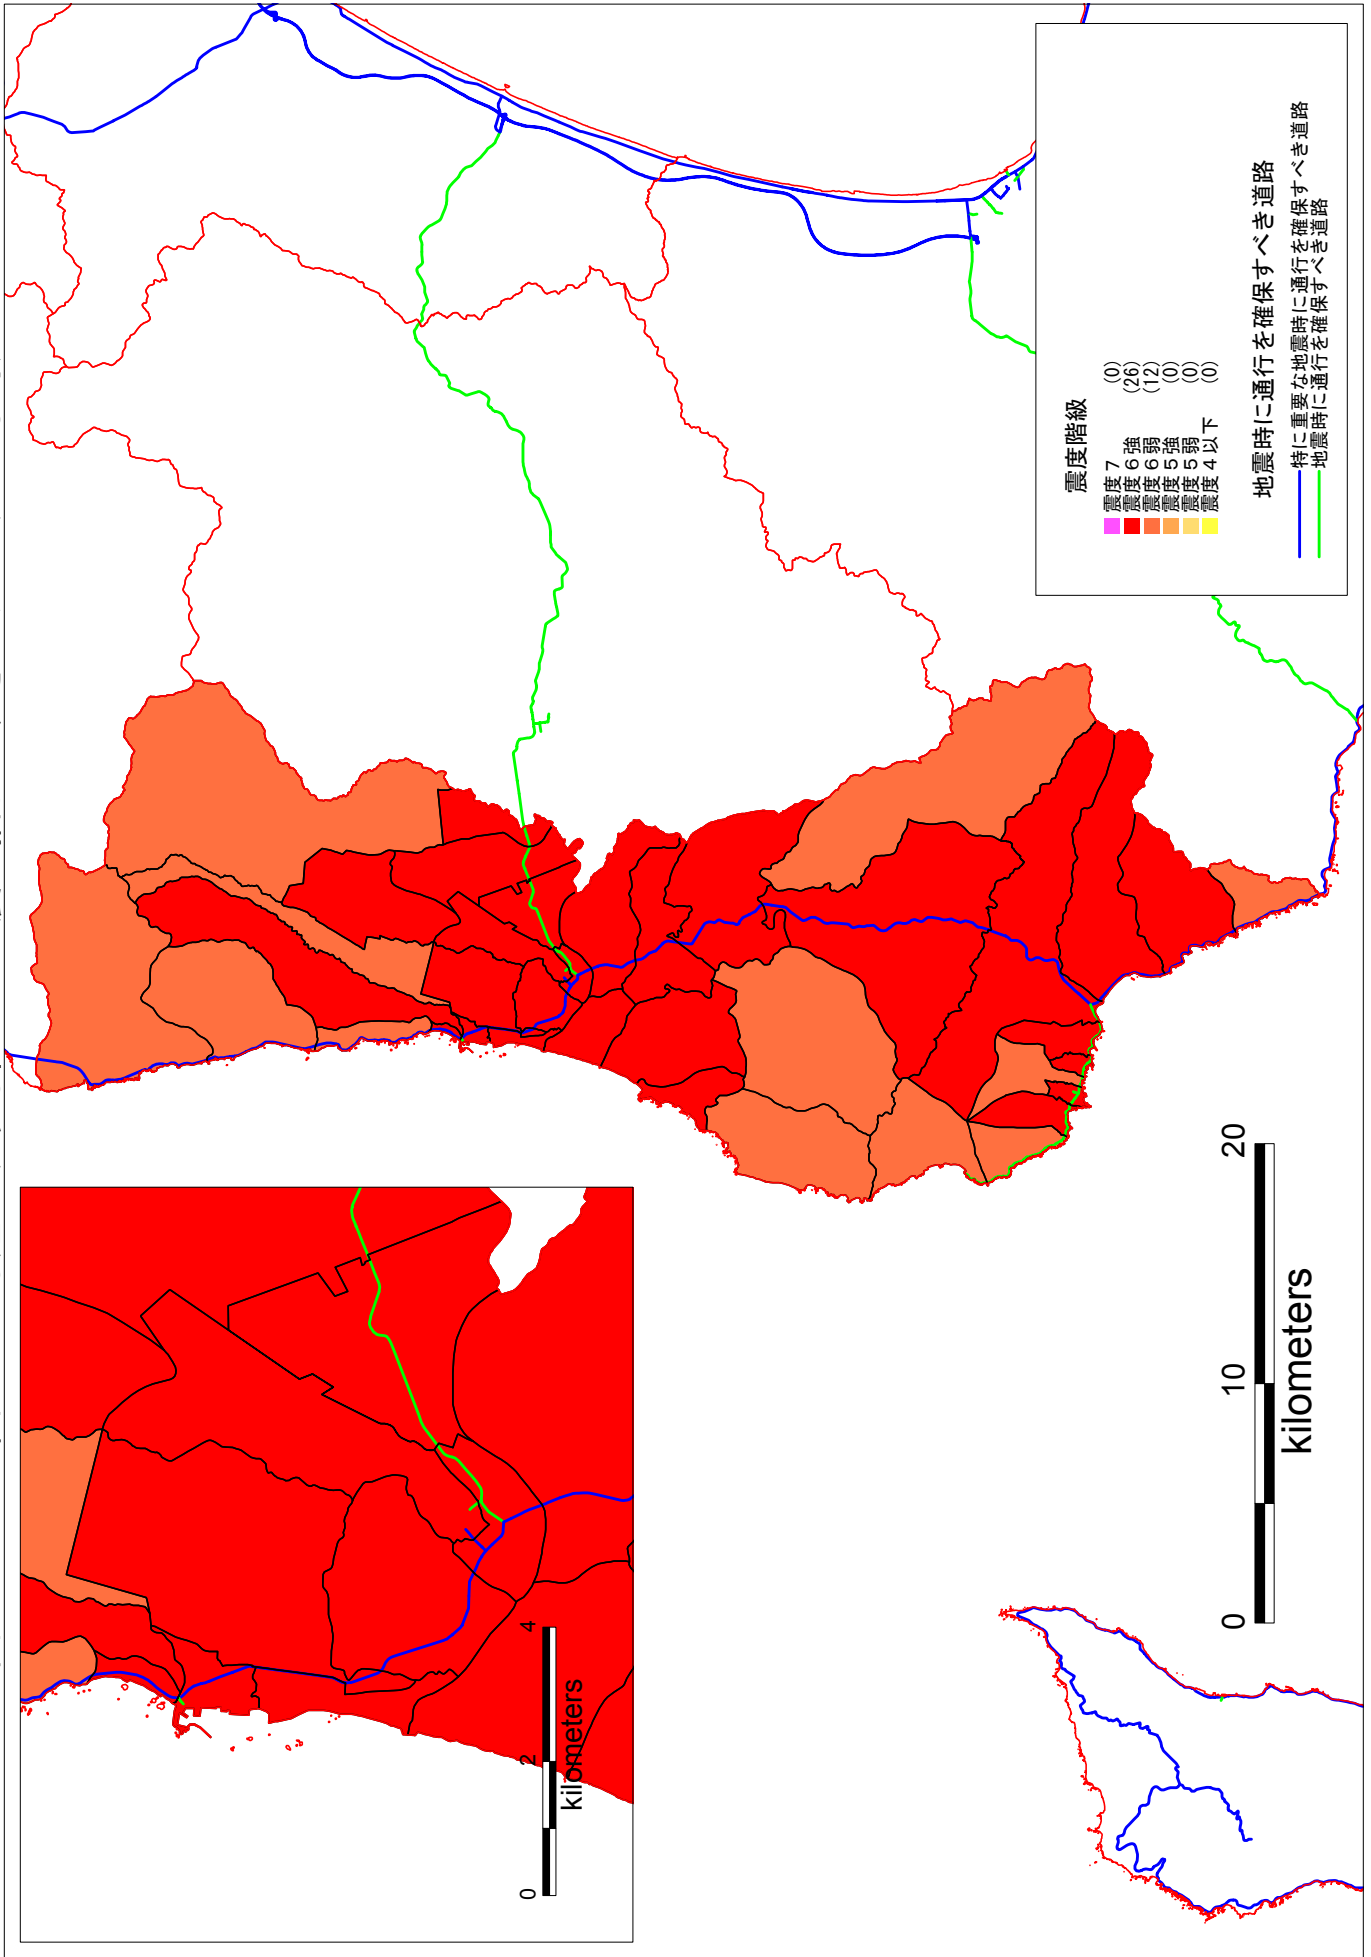 0 2 4
kilometers
0 10 20
kilometers
震度階級
震度７ (0)
震度６強 (26)
震度６弱 (12)
震度５強 (0)
震度５弱 (0)
震度４以下 (0)
地震時に通行を確保すべき道路
特に重要な地震時に通行を確保すべき道路
地震時に通行を確保すべき道路